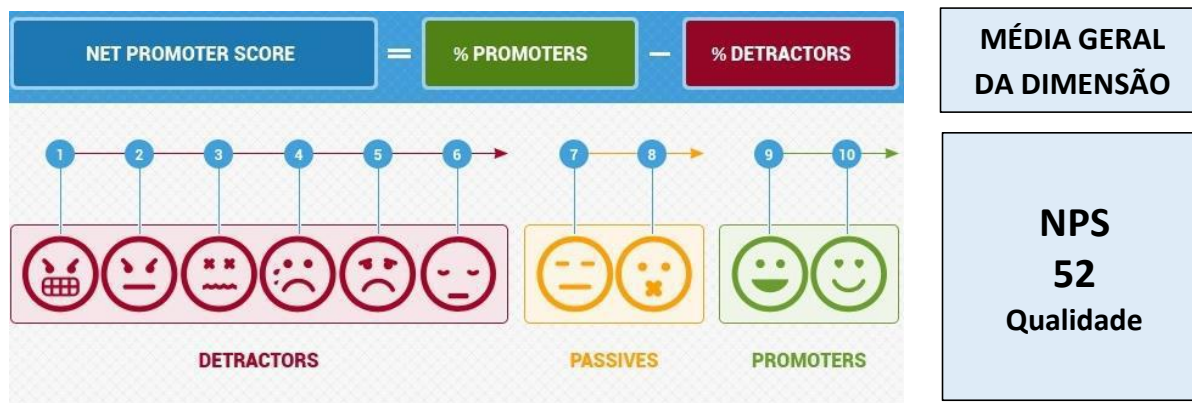 NET PROMOTER SCORE = % PROMOTERS − % DETRACTORS
1 2 3 4 5 6 7 8 9 10
DETRACTORS PASSIVES PROMOTERS
MÉDIA GERAL
DA DIMENSÃO
NPS
52
Qualidade